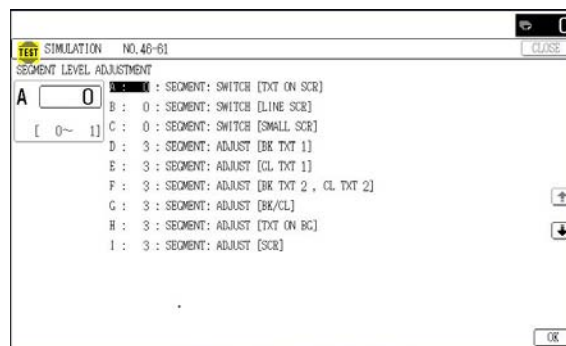 0
TEST SIMULATION NO.46-61
CLOSE
SEGMENT LEVEL ADJUSTMENT
A 0
[ 0~ 1]
A : 0 : SEGMENT: SWITCH [TXT ON SCR]
B : 0 : SEGMENT: SWITCH [LINE SCR]
C : 0 : SEGMENT: SWITCH [SMALL SCR]
D : 3 : SEGMENT: ADJUST [BK TXT 1]
E : 3 : SEGMENT: ADJUST [CL TXT 1]
F : 3 : SEGMENT: ADJUST [BK TXT 2 , CL TXT 2]
G : 3 : SEGMENT: ADJUST [BK/CL]
H : 3 : SEGMENT: ADJUST [TXT ON BG]
I : 3 : SEGMENT: ADJUST [SCR]
OK